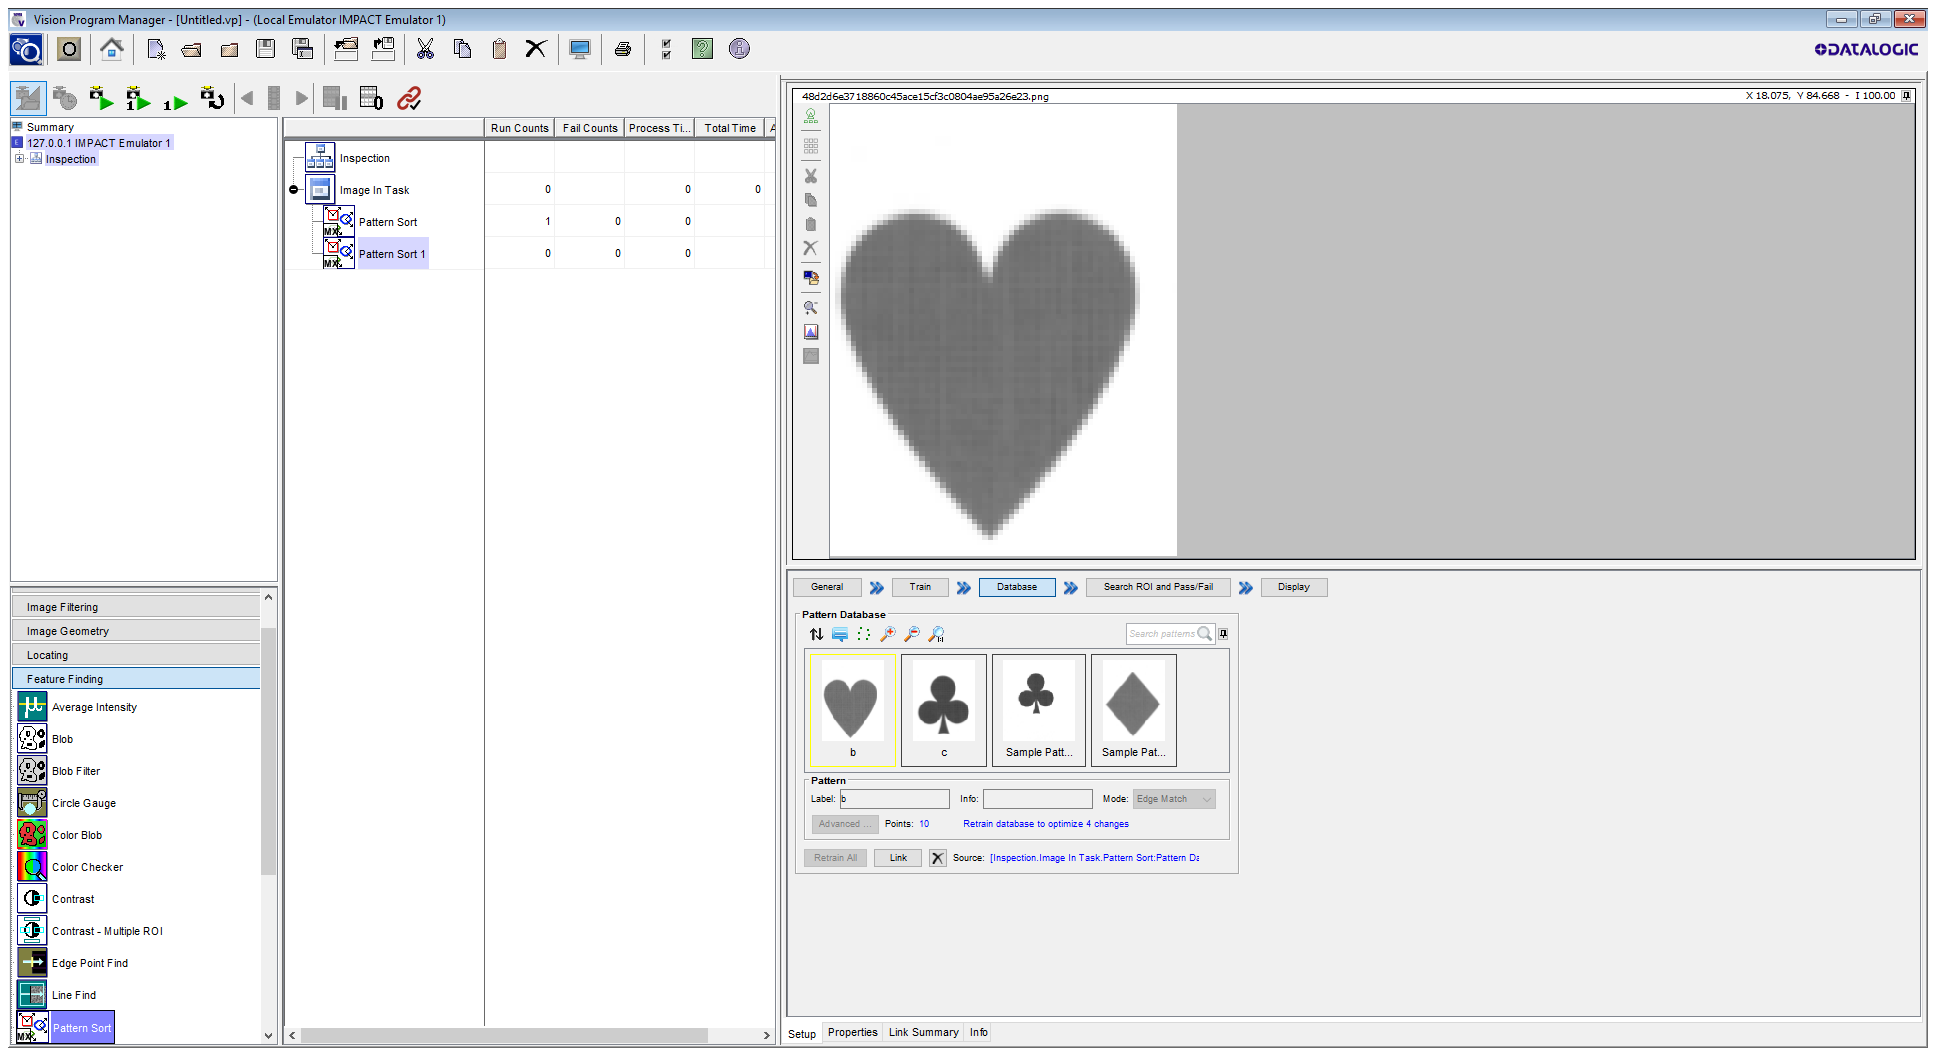 Vision Program Manager - [Untitled.vp] - (Local Emulator IMPACT Emulator 1)
DATALOGIC
Summary
127.0.0.1 IMPACT Emulator 1
Inspection
Run Counts Fail Counts Process Ti... Total Time A
Inspection
Image In Task 0 0 0
Pattern Sort 1 0 0
Pattern Sort 1 0 0 0
48d2d6e3718860c45ace15cf3c0804ae95a26e23.png
X 18.075, Y 84.668 - I 100.00
Image Filtering
Image Geometry
Locating
Feature Finding
Average Intensity
Blob
Blob Filter
Circle Gauge
Color Blob
Color Checker
Contrast
Contrast - Multiple ROI
Edge Point Find
Line Find
Pattern Sort
General Train Database Search ROI and Pass/Fail Display
Pattern Database
Search patterns
b c Sample Patt... Sample Pat...
Pattern
Label: b Info: Mode: Edge Match
Advanced ... Points: 10 Retrain database to optimize 4 changes
Retrain All Link Source: [Inspection.Image In Task.Pattern Sort:Pattern Da
Setup Properties Link Summary Info